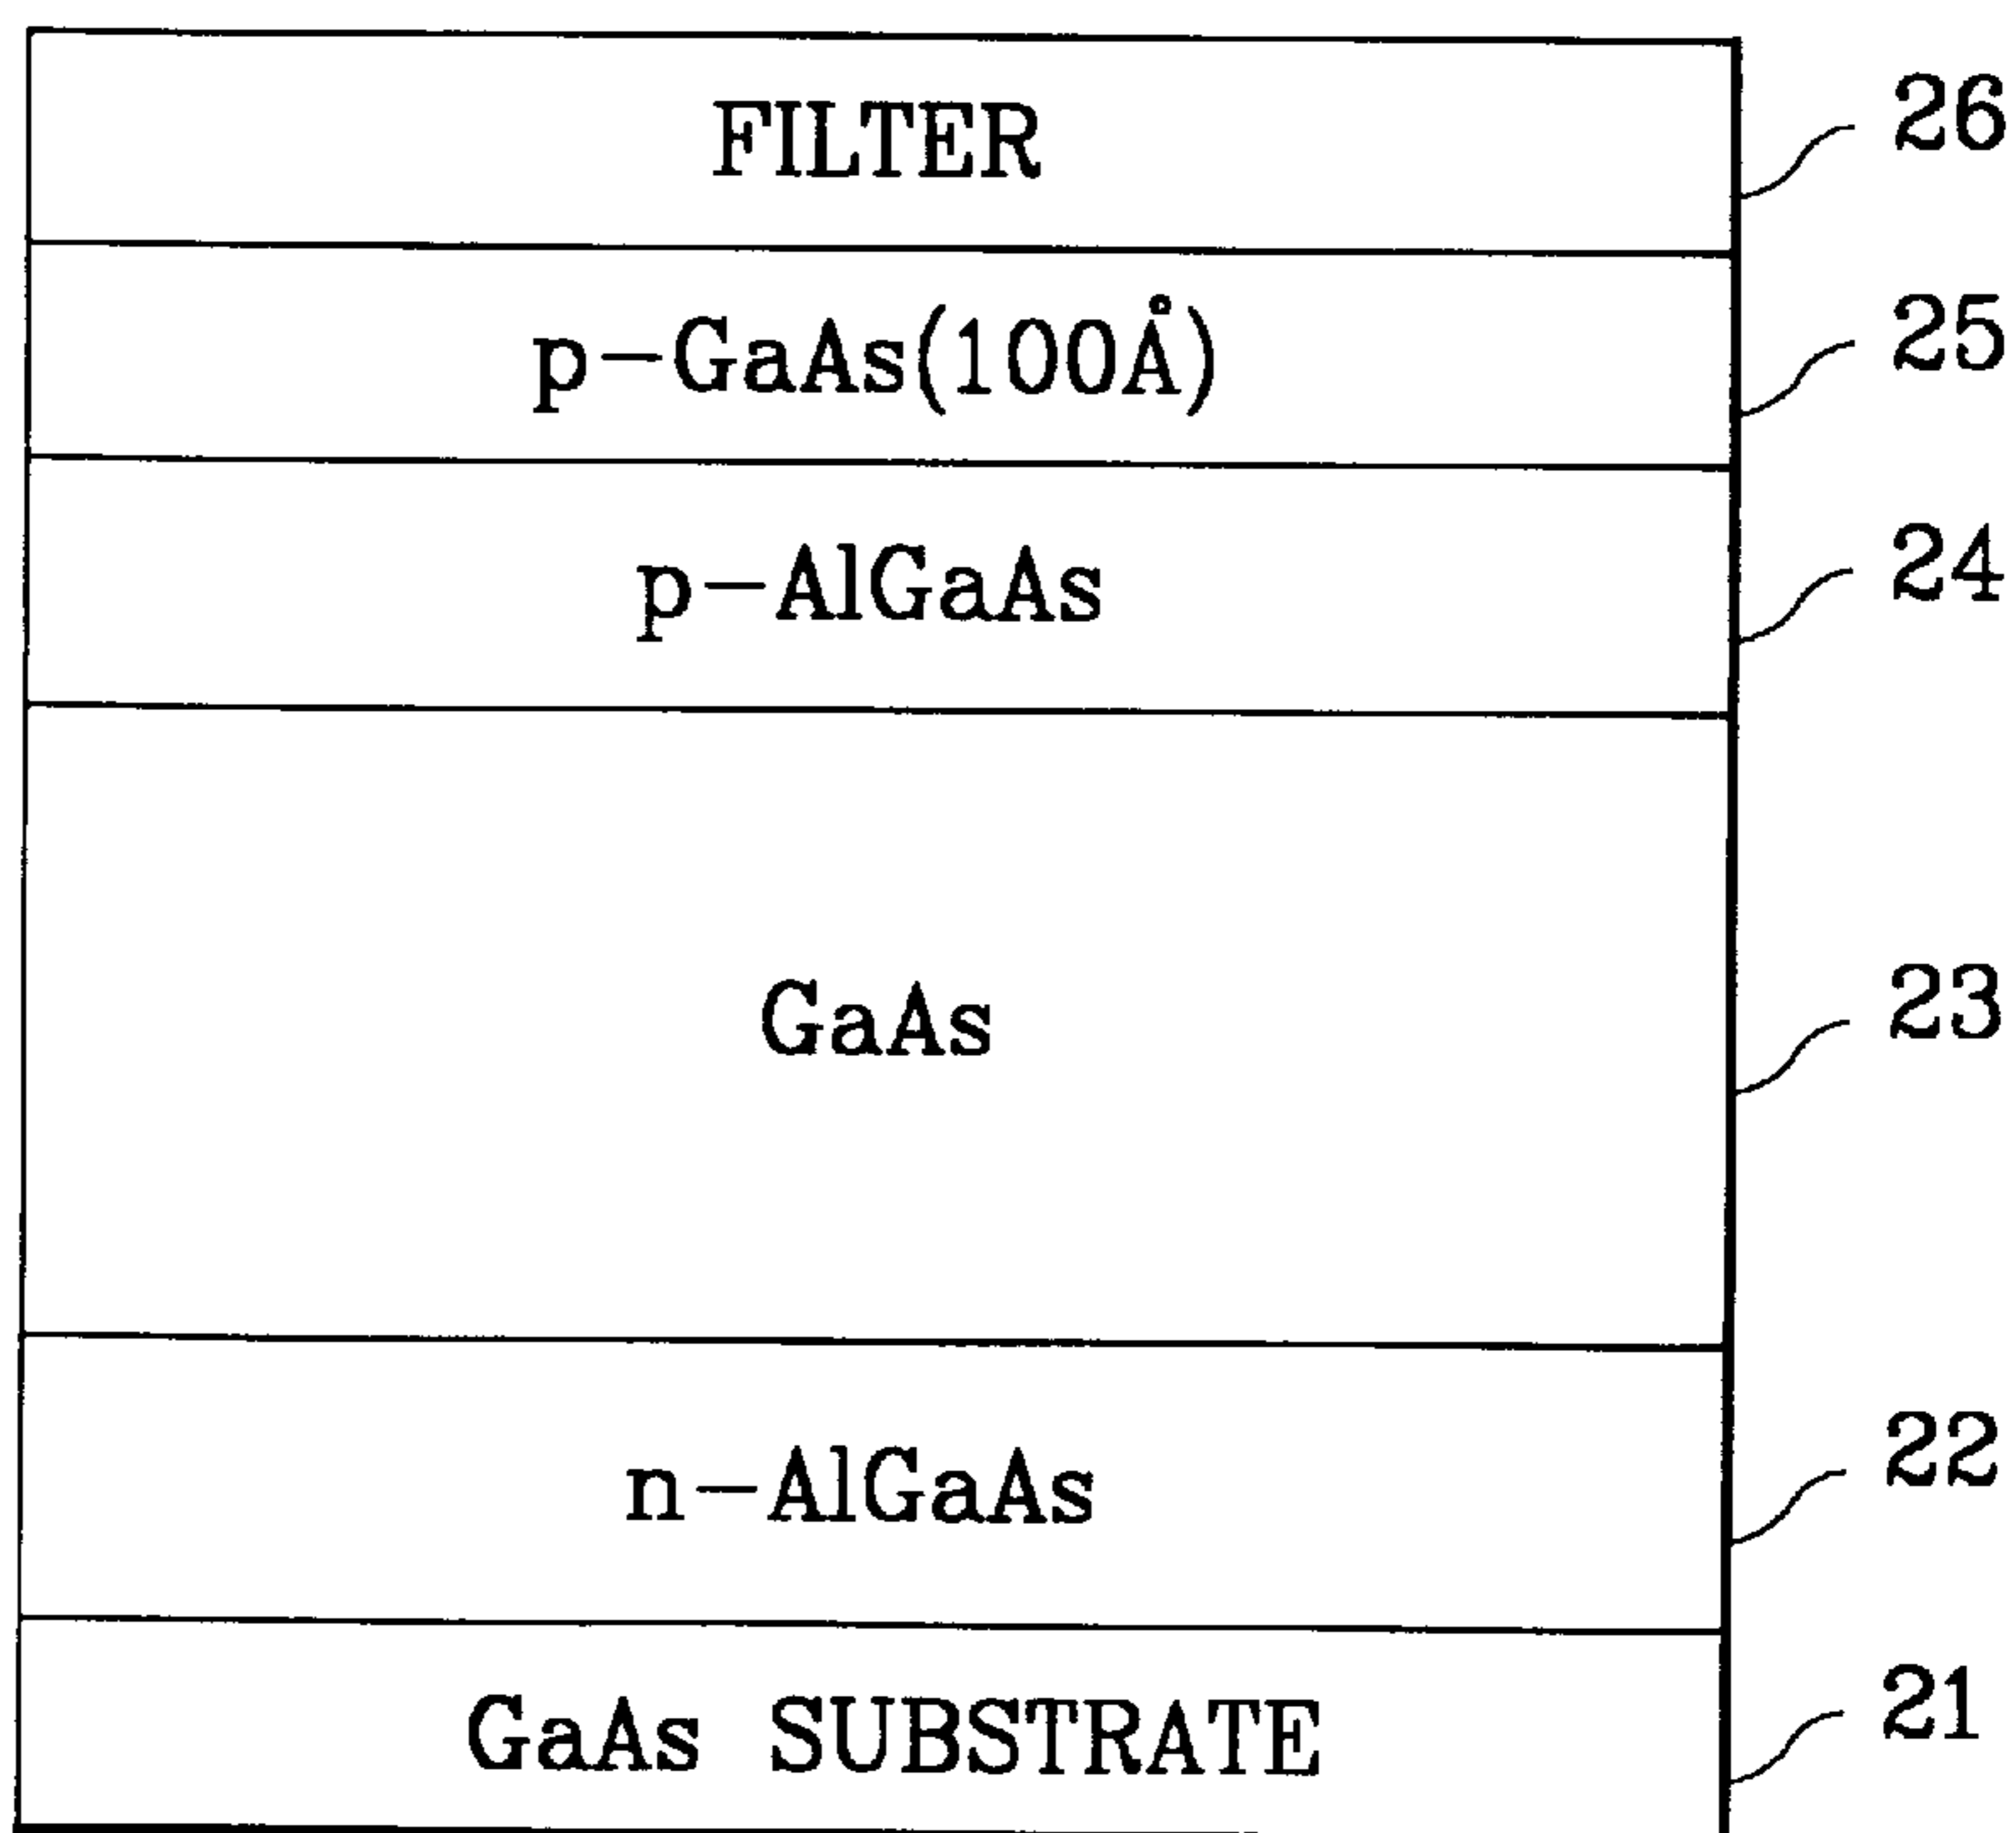 FILTER 26
p-GaAs(100Å) 25
p-AlGaAs 24
GaAs 23
n-AlGaAs 22
GaAs SUBSTRATE 21